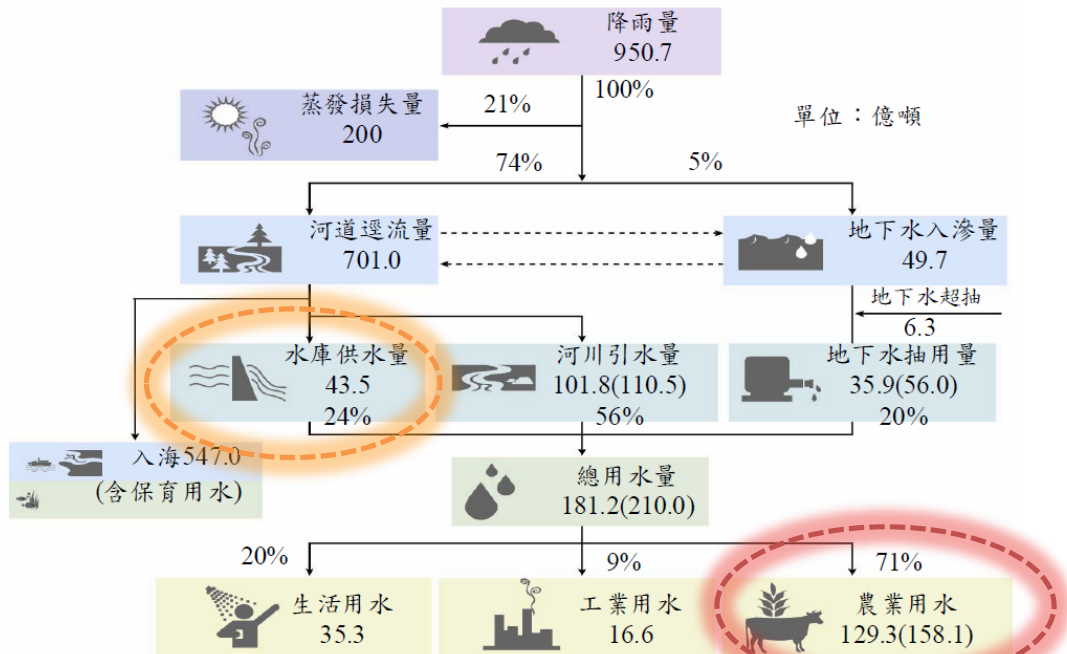 降雨量
950.7
100%
21%
蒸發損失量
200
單位：億噸
74%
5%
河道逕流量
701.0
地下水入滲量
49.7
地下水超抽
6.3
水庫供水量
43.5
24%
河川引水量
101.8(110.5)
56%
地下水抽用量
35.9(56.0)
20%
入海547.0
(含保育用水)
總用水量
181.2(210.0)
20%
9%
71%
生活用水
35.3
工業用水
16.6
農業用水
129.3(158.1)